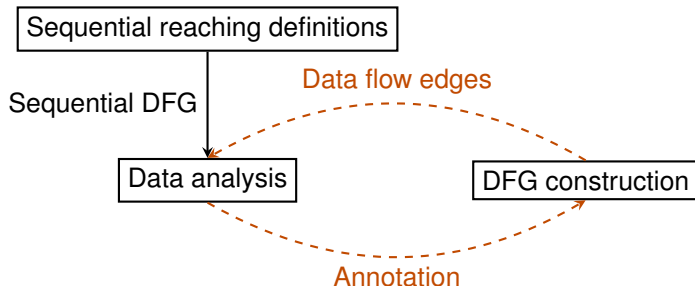 Sequential reaching definitions
Data flow edges
Sequential DFG
Data analysis
DFG construction
Annotation